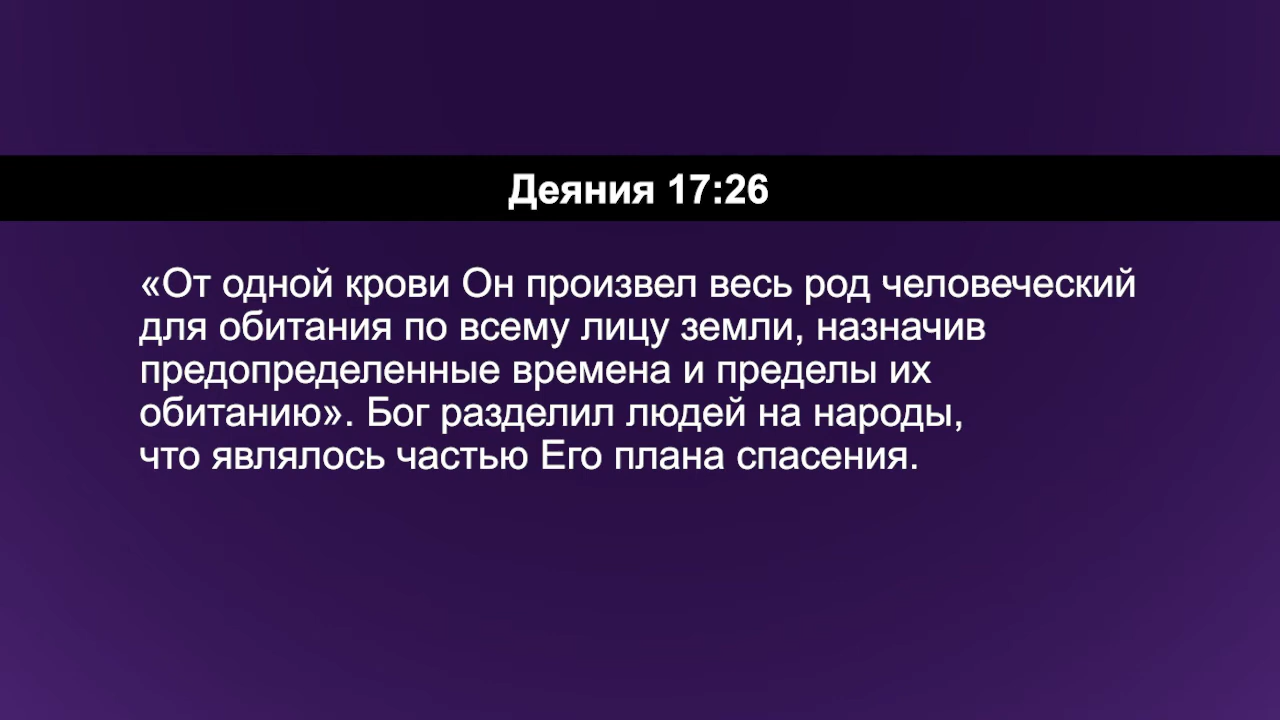 Деяния 17:26
«От одной крови Он произвел весь род человеческий
для обитания по всему лицу земли, назначив
предопределенные времена и пределы их
обитанию». Бог разделил людей на народы,
что являлось частью Его плана спасения.